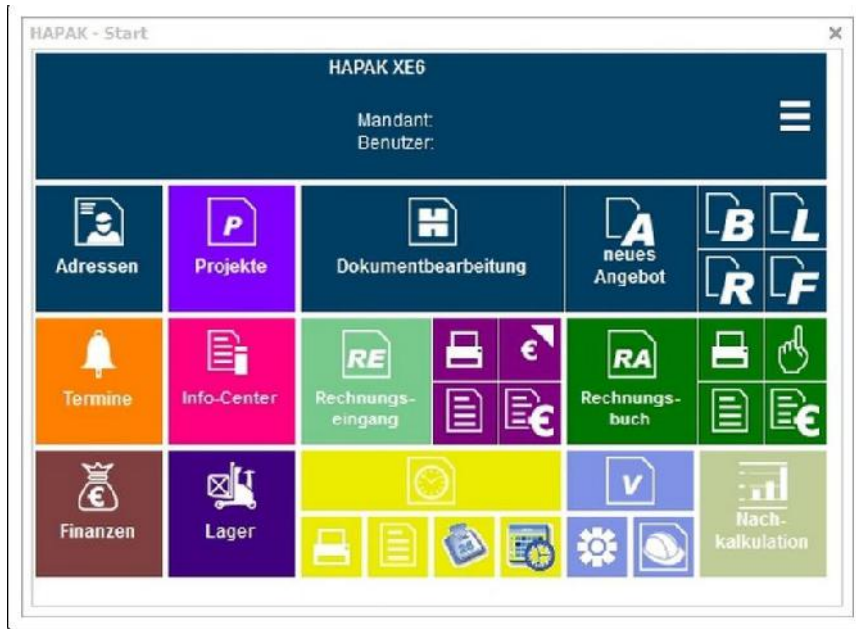 HAPAK - Start
HAPAK XE6
Mandant:
Benutzer:
Adressen
P
Projekte
Dokumentbearbeitung
A
neues
Angebot
B
L
R
F
Termine
Info-Center
RE
Rechnungs-
eingang
€
€
RA
Rechnungs-
buch
€
€
Finanzen
Lager
26
V
Nach-
kalkulation